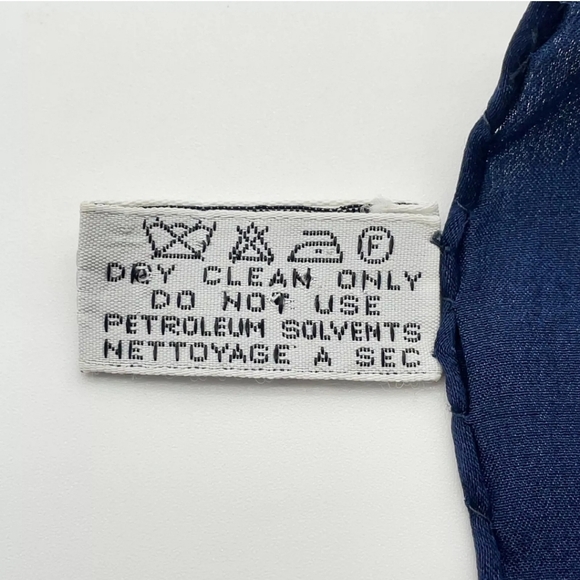 F
DRY CLEAN ONLY
DO NOT USE
PETROLEUM SOLVENTS
NETTOYAGE A SEC